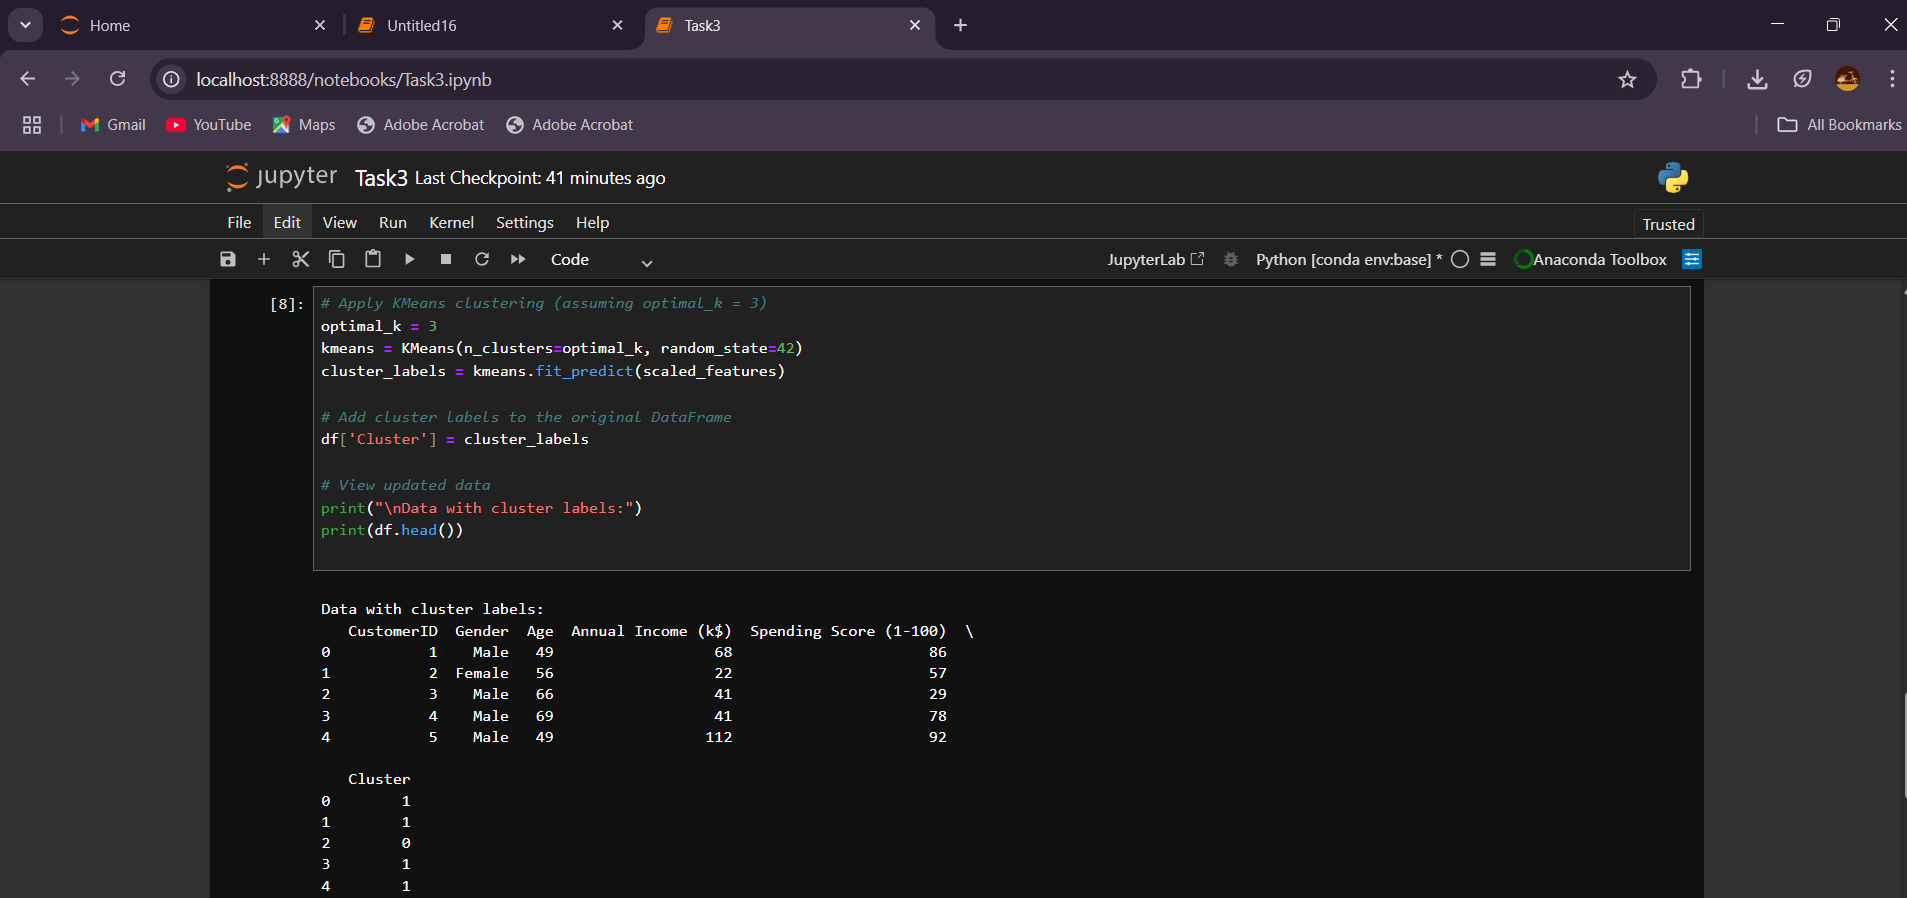 Home
Untitled16
Task3
localhost:8888/notebooks/Task3.ipynb
Gmail YouTube Maps Adobe Acrobat Adobe Acrobat All Bookmarks
jupyter Task3 Last Checkpoint: 41 minutes ago
File Edit View Run Kernel Settings Help Trusted
Code JupyterLab Python [conda env:base] * Anaconda Toolbox
[8]: # Apply KMeans clustering (assuming optimal_k = 3)
optimal_k = 3
kmeans = KMeans(n_clusters=optimal_k, random_state=42)
cluster_labels = kmeans.fit_predict(scaled_features)
# Add cluster labels to the original DataFrame
df['Cluster'] = cluster_labels
# View updated data
print("\nData with cluster labels:")
print(df.head())
Data with cluster labels:
CustomerID Gender Age Annual Income (k$) Spending Score (1-100) \
0 1 Male 49 68 86
1 2 Female 56 22 57
2 3 Male 66 41 29
3 4 Male 69 41 78
4 5 Male 49 112 92
Cluster
0 1
1 1
2 0
3 1
4 1